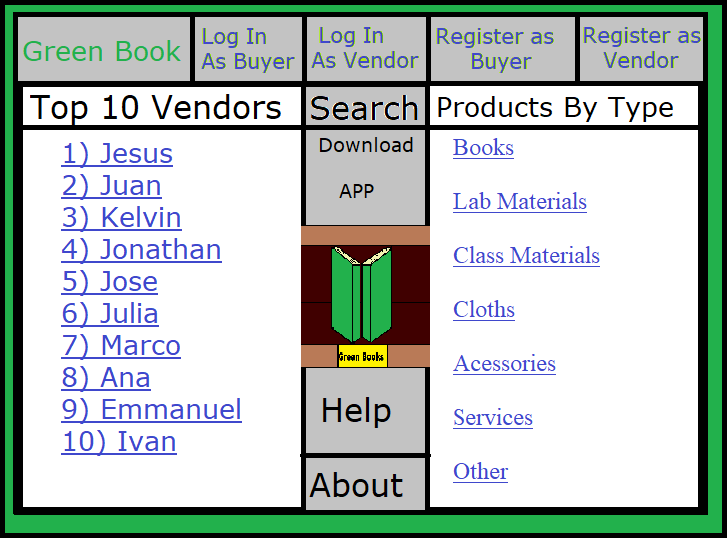 Green Book
Log In
As Buyer
Log In
As Vendor
Register as
Buyer
Register as
Vendor
Top 10 Vendors
1) Jesus
2) Juan
3) Kelvin
4) Jonathan
5) Jose
6) Julia
7) Marco
8) Ana
9) Emmanuel
10) Ivan
Search
Download
APP
Green Books
Help
About
Products By Type
Books
Lab Materials
Class Materials
Cloths
Acessories
Services
Other